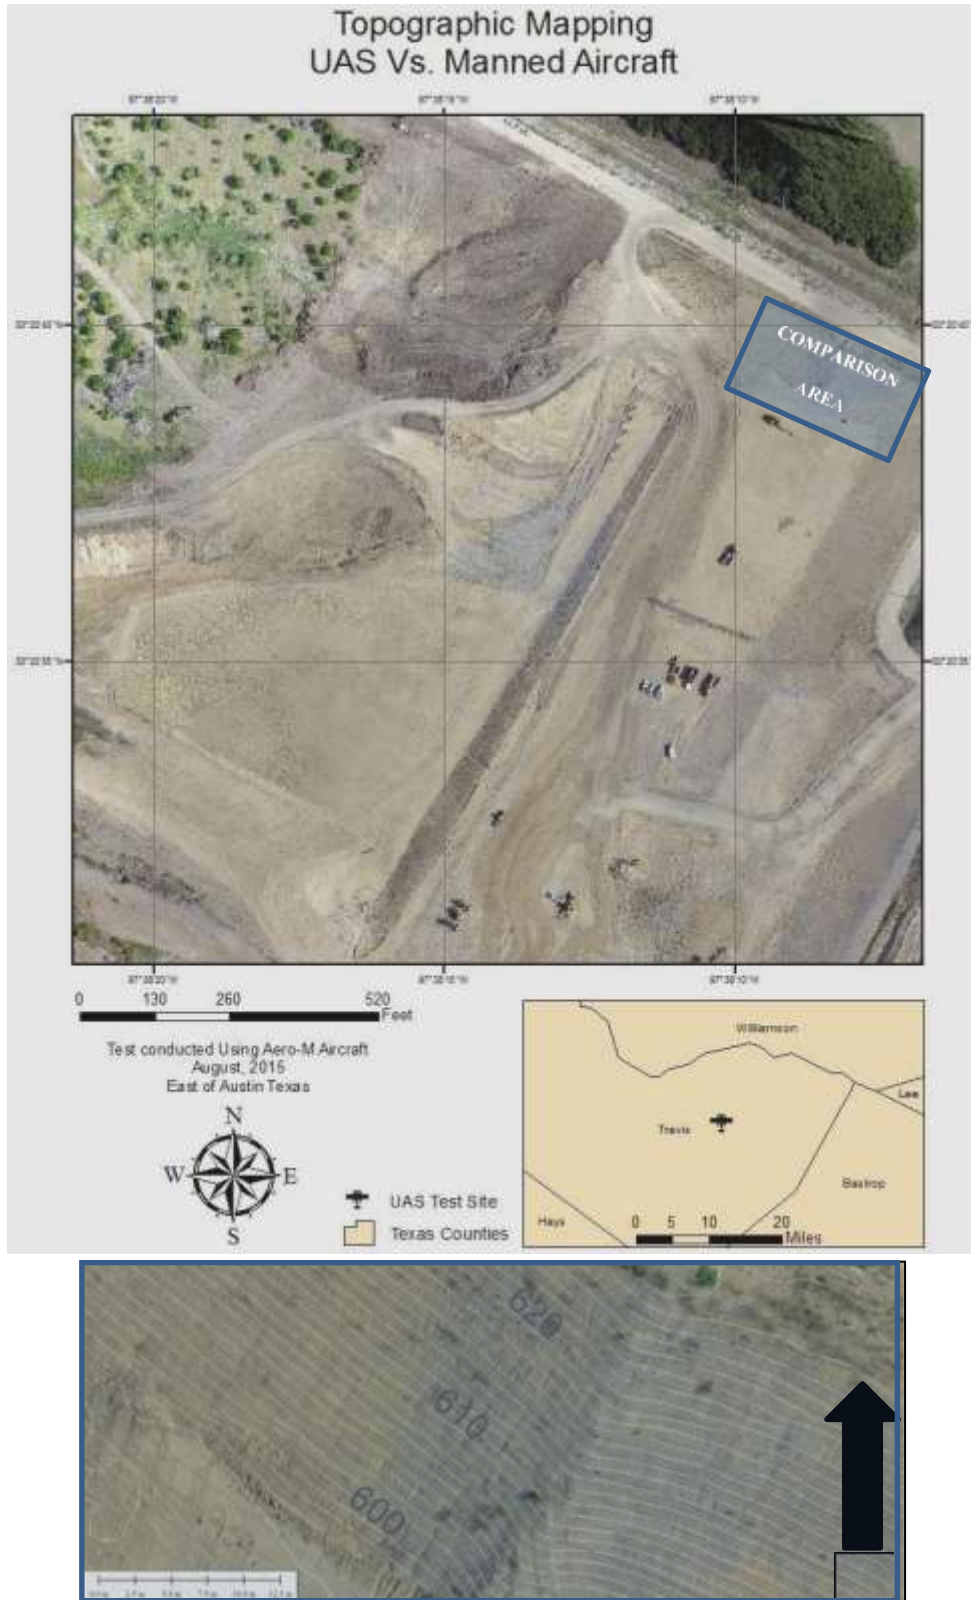 Topographic Mapping
UAS Vs. Manned Aircraft
COMPARISON
AREA
0 130 260 520
Feet
Test conducted Using Aero-M Aircraft
August, 2015
East of Austin Texas
N
W E
S
UAS Test Site
Texas Counties
Williamson
Lee
Travis
Bastrop
Hays
0 5 10 20
Miles
620
610
600